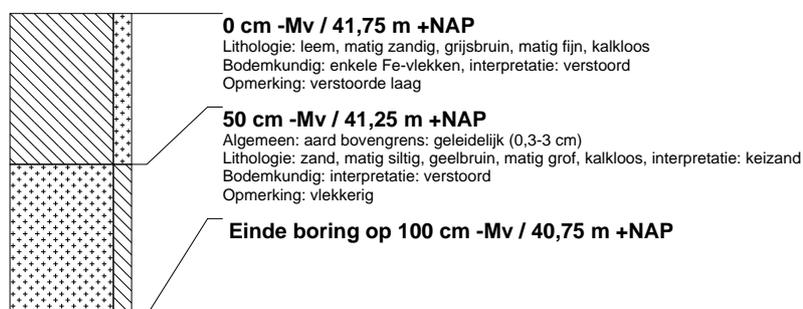 0 cm -Mv / 41,75 m +NAP
Lithologie: leem, matig zandig, grijsbruin, matig fijn, kalkloos
Bodemkundig: enkele Fe-vlekken, interpretatie: verstoord
Opmerking: verstoorde laag
50 cm -Mv / 41,25 m +NAP
Algemeen: aard bovengrens: geleidelijk (0,3-3 cm)
Lithologie: zand, matig siltig, geelbruin, matig grof, kalkloos, interpretatie: keizand
Bodemkundig: interpretatie: verstoord
Opmerking: vlekkerig
Einde boring op 100 cm -Mv / 40,75 m +NAP